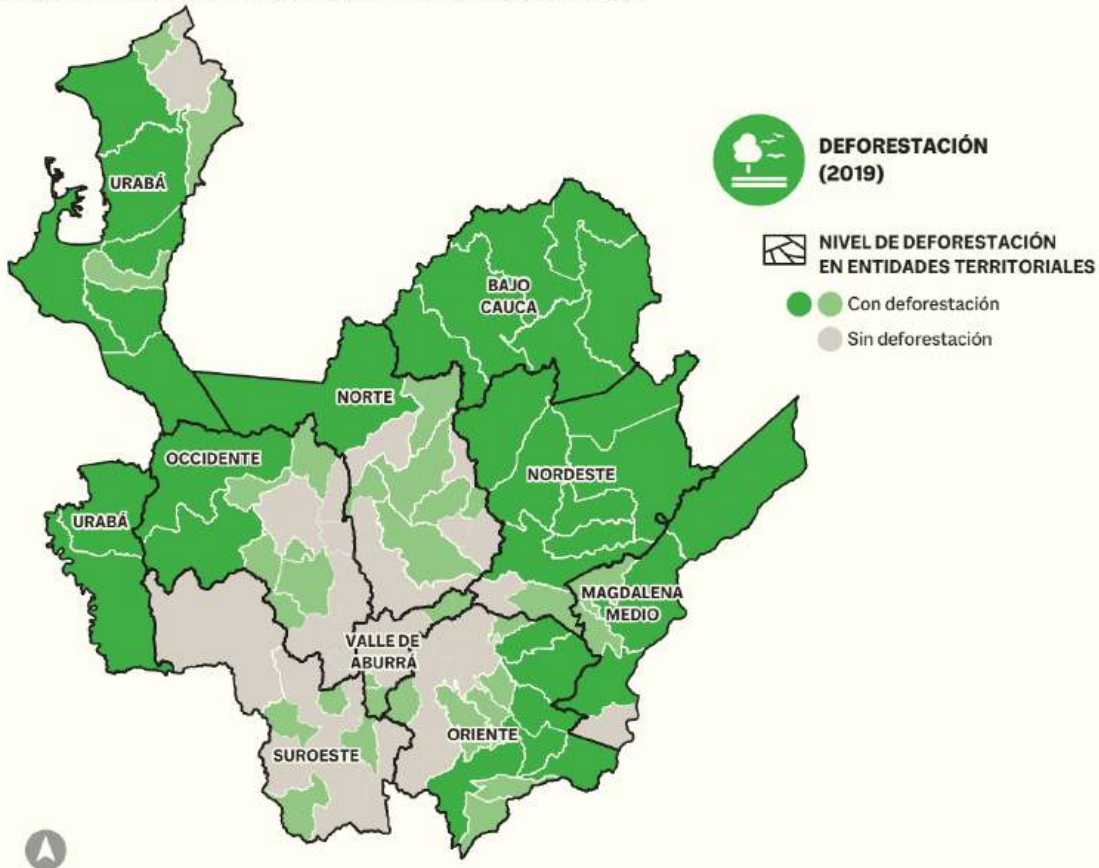 DEFORESTACIÓN
(2019)
NIVEL DE DEFORESTACIÓN
EN ENTIDADES TERRITORIALES
Con deforestación
Sin deforestación
URABÁ
BAJO
CAUCA
NORTE
OCCIDENTE
NORDESTE
URABÁ
MAGDALENA
MEDIO
VALLE DE
ABURRÁ
ORIENTE
SUROESTE